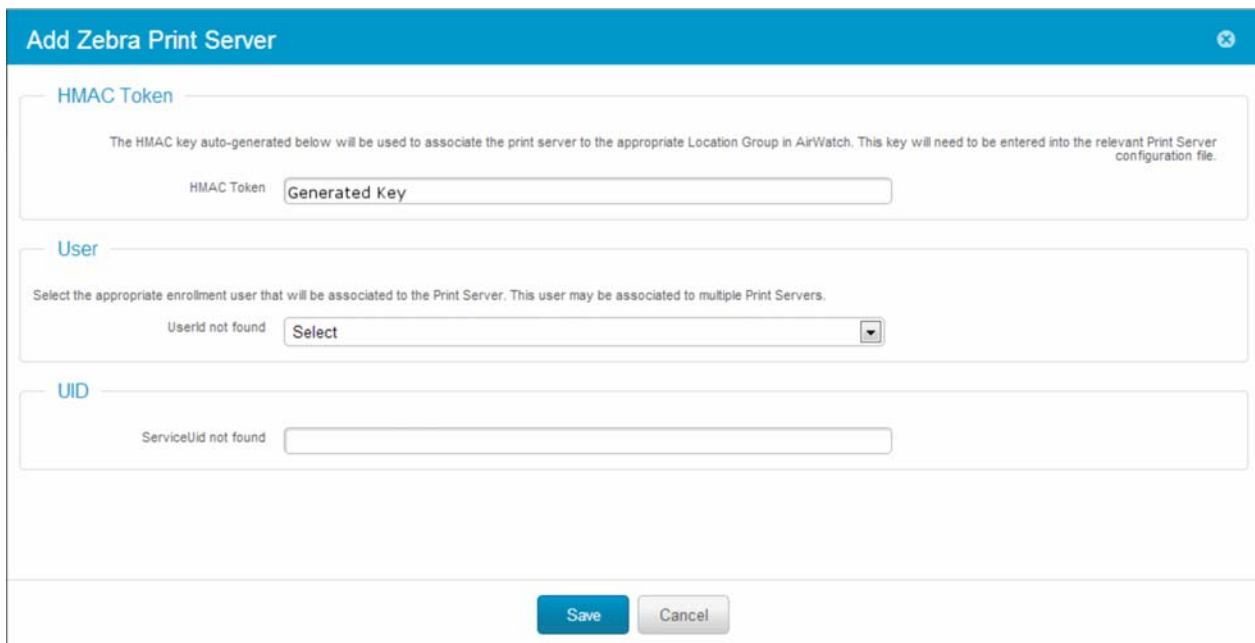 Add Zebra Print Server
HMAC Token
The HMAC key auto-generated below will be used to associate the print server to the appropriate Location Group in AirWatch. This key will need to be entered into the relevant Print Server
configuration file.
HMAC Token
Generated Key
User
Select the appropriate enrollment user that will be associated to the Print Server. This user may be associated to multiple Print Servers.
UserId not found
Select
UID
ServiceUid not found
Save
Cancel